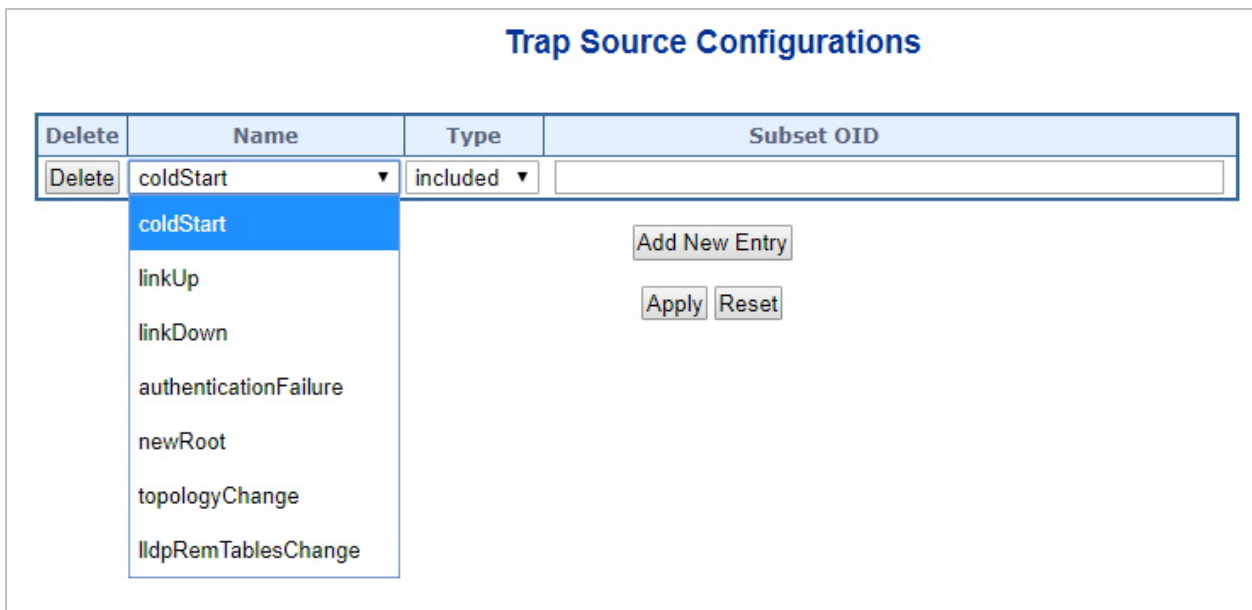 Trap Source Configurations
Delete Name Type Subset OID
Delete coldStart included
coldStart
linkUp
linkDown
authenticationFailure
newRoot
topologyChange
lldpRemTablesChange
Add New Entry
Apply Reset